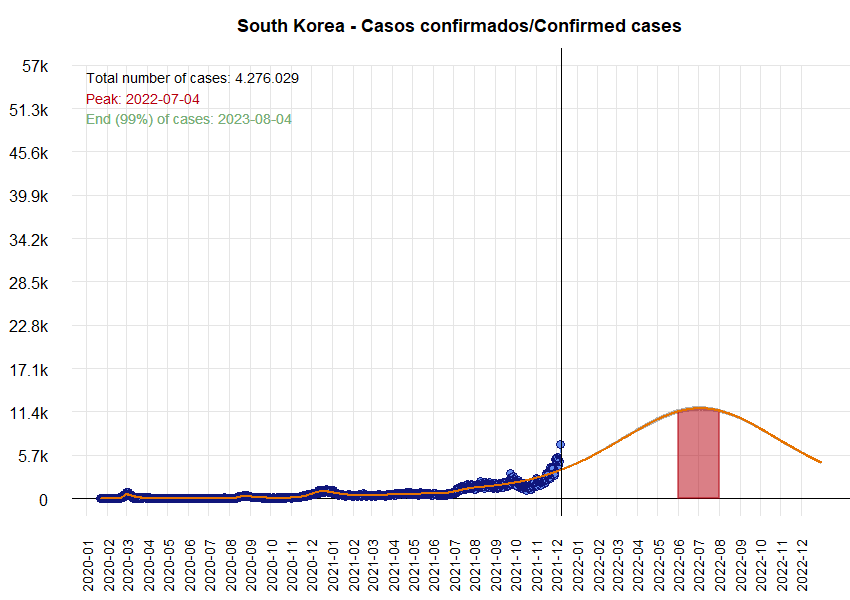 South Korea - Casos confirmados/Confirmed cases
57k
Total number of cases: 4.276.029
Peak: 2022-07-04
End (99%) of cases: 2023-08-04
51.3k
45.6k
39.9k
34.2k
28.5k
22.8k
17.1k
11.4k
5.7k
0
2020-01
2020-02
2020-03
2020-04
2020-05
2020-06
2020-07
2020-08
2020-09
2020-10
2020-11
2020-12
2021-01
2021-02
2021-03
2021-04
2021-05
2021-06
2021-07
2021-08
2021-09
2021-10
2021-11
2021-12
2022-01
2022-02
2022-03
2022-04
2022-05
2022-06
2022-07
2022-08
2022-09
2022-10
2022-11
2022-12